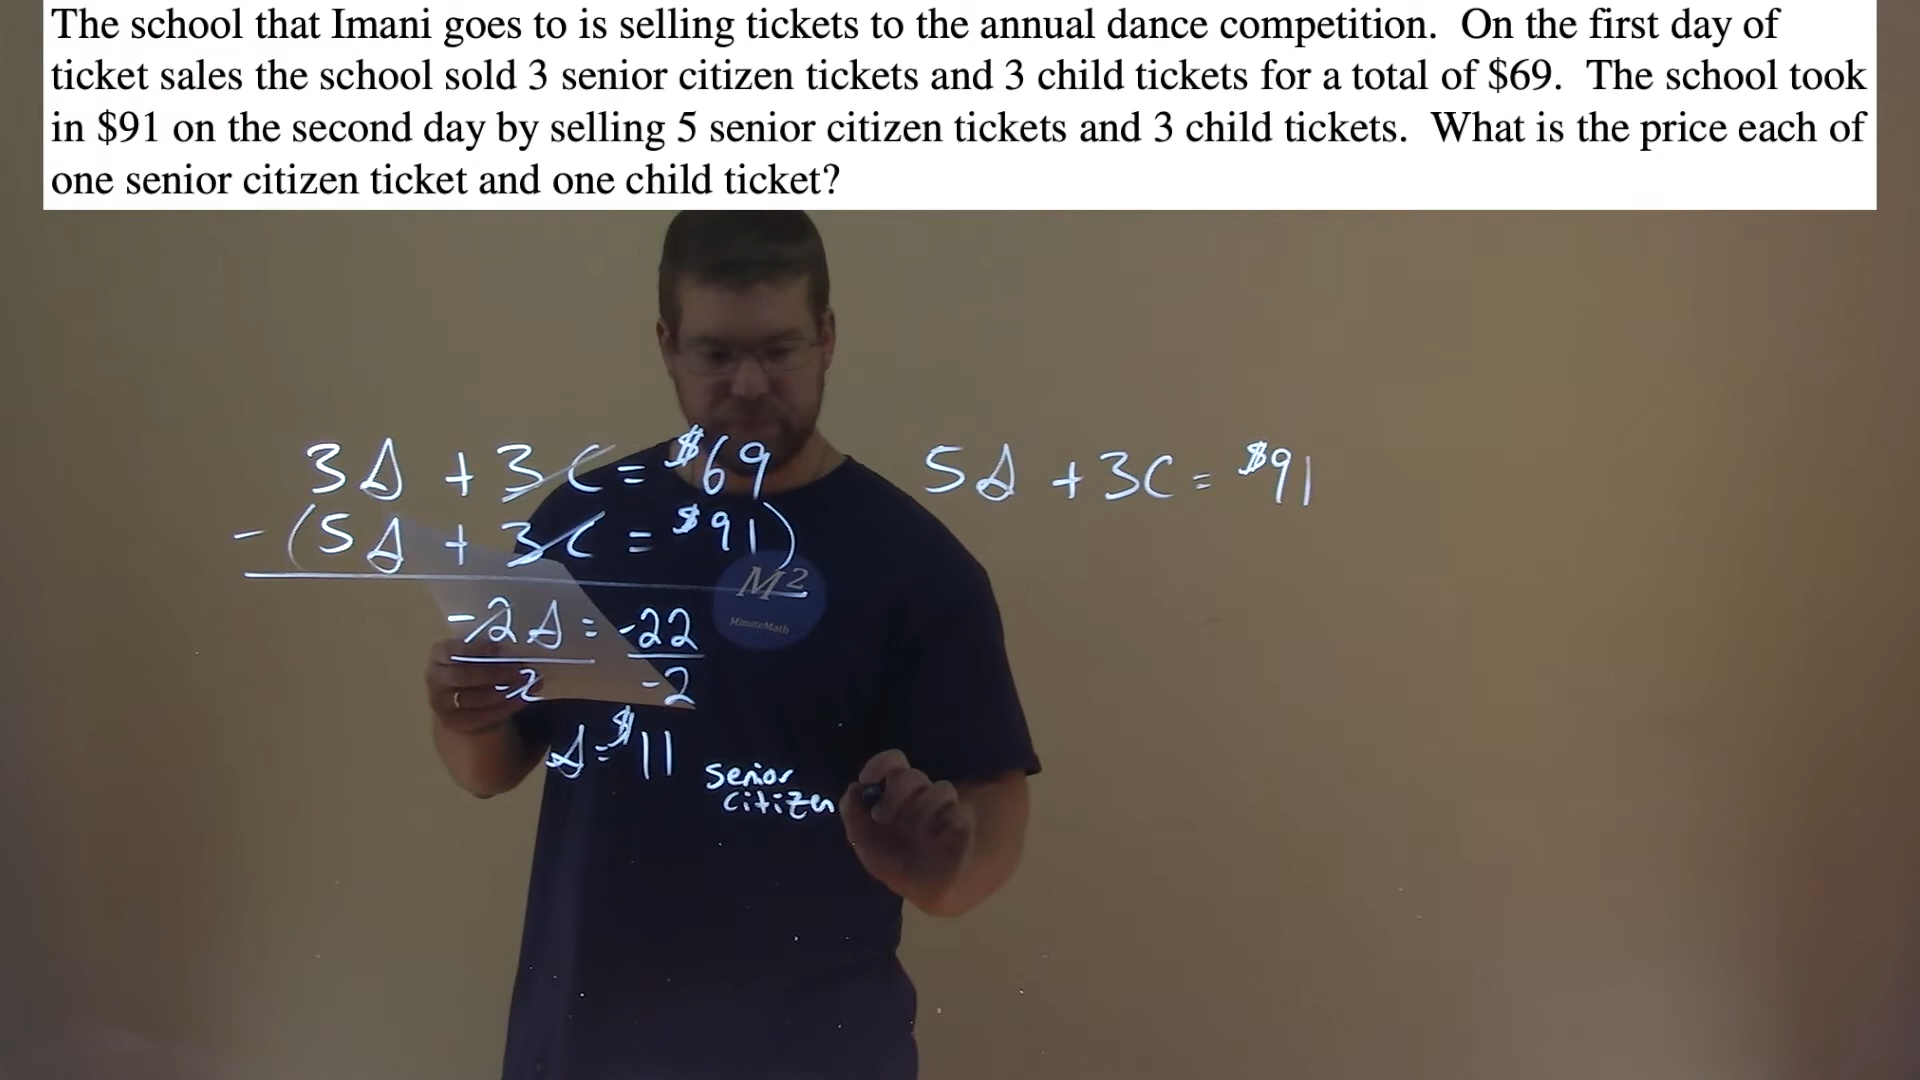 The school that Imani goes to is selling tickets to the annual dance competition.  On the first day of
ticket sales the school sold 3 senior citizen tickets and 3 child tickets for a total of $69.  The school took
in $91 on the second day by selling 5 senior citizen tickets and 3 child tickets.  What is the price each of
one senior citizen ticket and one child ticket?
3s + 3c = $69
5s + 3c = $91
-(5s + 3c = $91)
M²
MinuteMath
-2s = -22
-2 -2
s = $11
senior
citizen